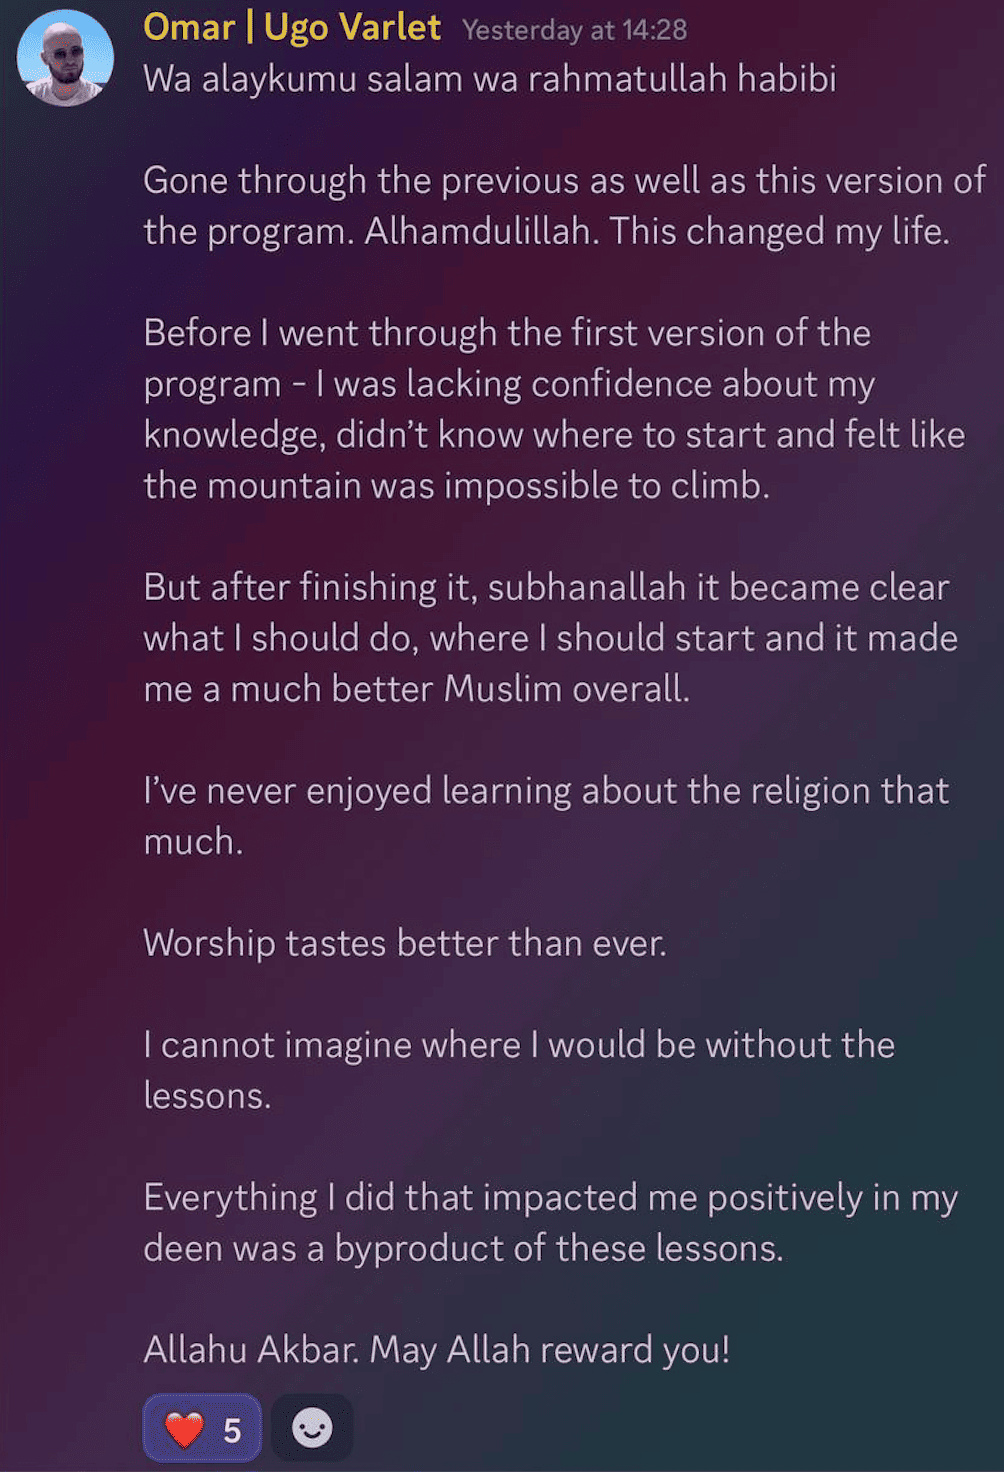 Omar | Ugo Varlet Yesterday at 14:28
Wa alaykumu salam wa rahmatullah habibi
Gone through the previous as well as this version of
the program. Alhamdulillah. This changed my life.
Before I went through the first version of the
program - I was lacking confidence about my
knowledge, didn’t know where to start and felt like
the mountain was impossible to climb.
But after finishing it, subhanallah it became clear
what I should do, where I should start and it made
me a much better Muslim overall.
I’ve never enjoyed learning about the religion that
much.
Worship tastes better than ever.
I cannot imagine where I would be without the
lessons.
Everything I did that impacted me positively in my
deen was a byproduct of these lessons.
Allahu Akbar. May Allah reward you!
5